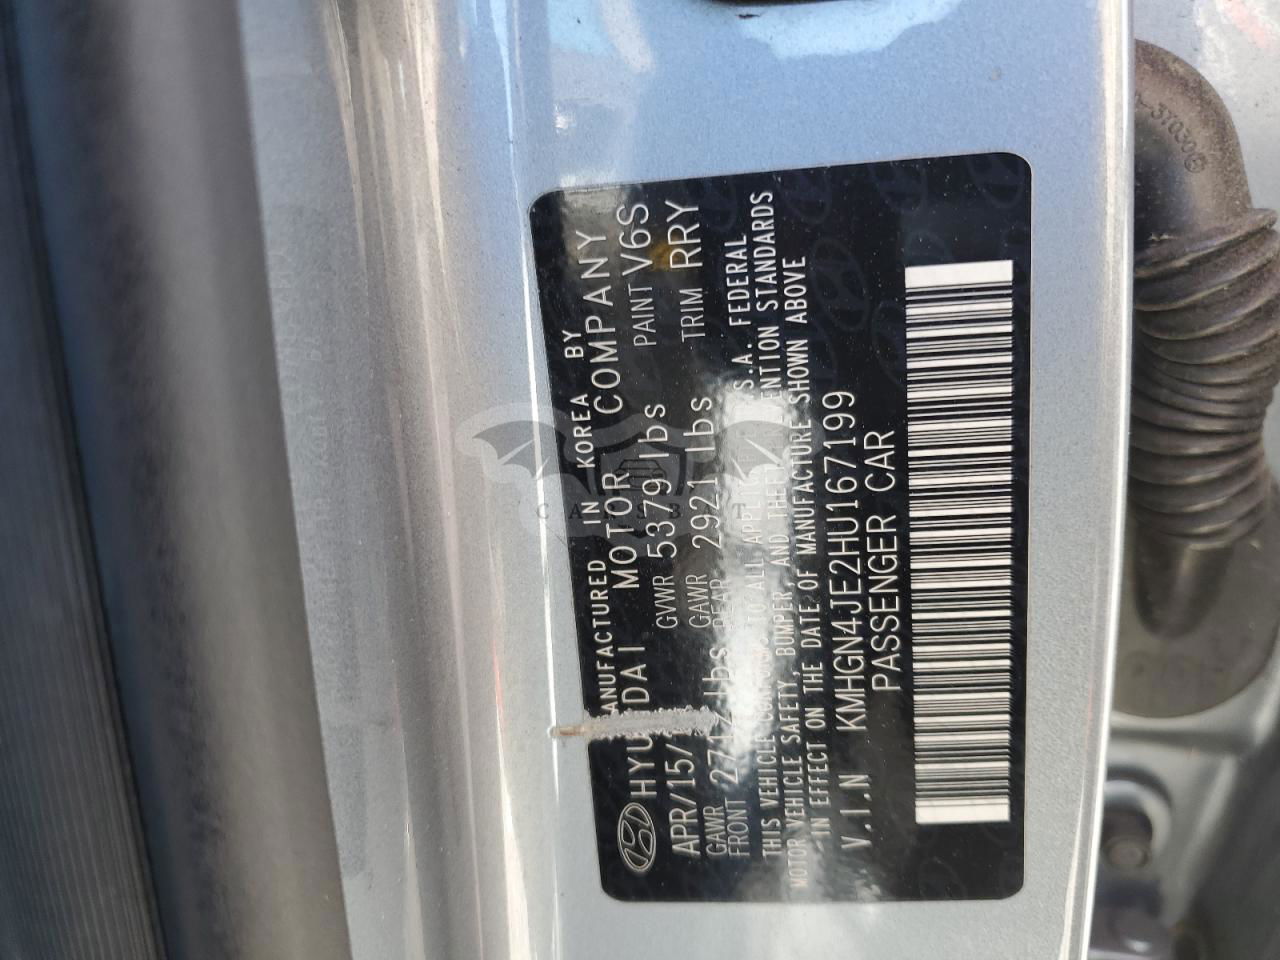 MANUFACTURED IN KOREA BY
HYUNDAI MOTOR COMPANY
APR/15/ GVWR 5379 lbs PAINT V6S
GAWR FRONT lbs GAWR REAR 2921 lbs TRIM RRY
THIS VEHICLE TO ALL U.S.A. FEDERAL
MOTOR VEHICLE SAFETY, BUMPER, AND THEFT PREVENTION STANDARDS
IN EFFECT ON THE DATE OF MANUFACTURE SHOWN ABOVE
V.I.N KMHGN4JE2HU167199
PASSENGER CAR
-3T030